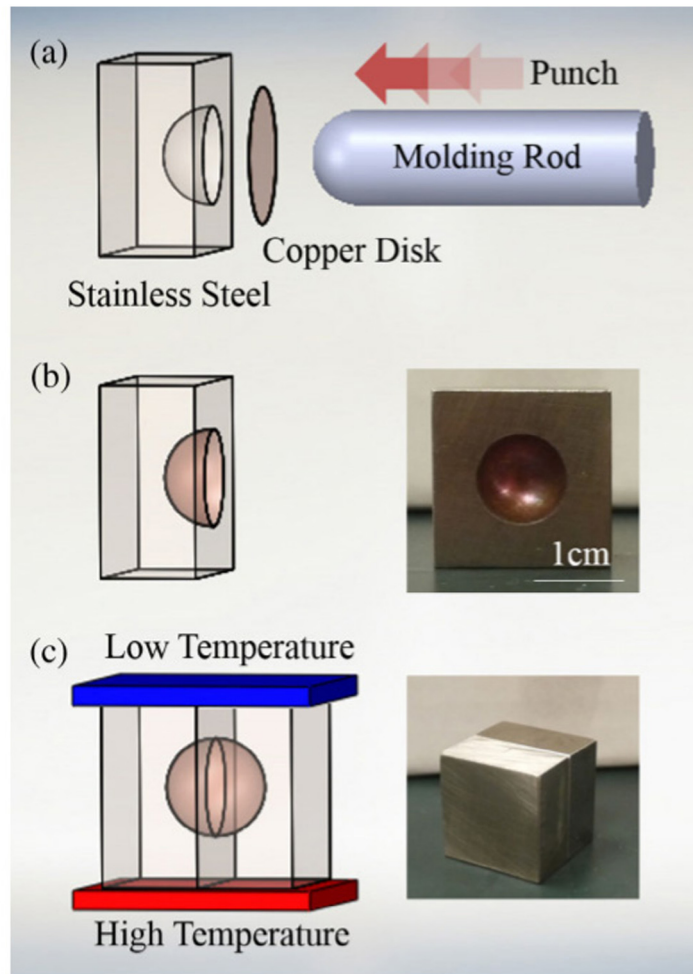 (a)
Punch
Molding Rod
Copper Disk
Stainless Steel
(b)
1cm
(c)
Low Temperature
High Temperature